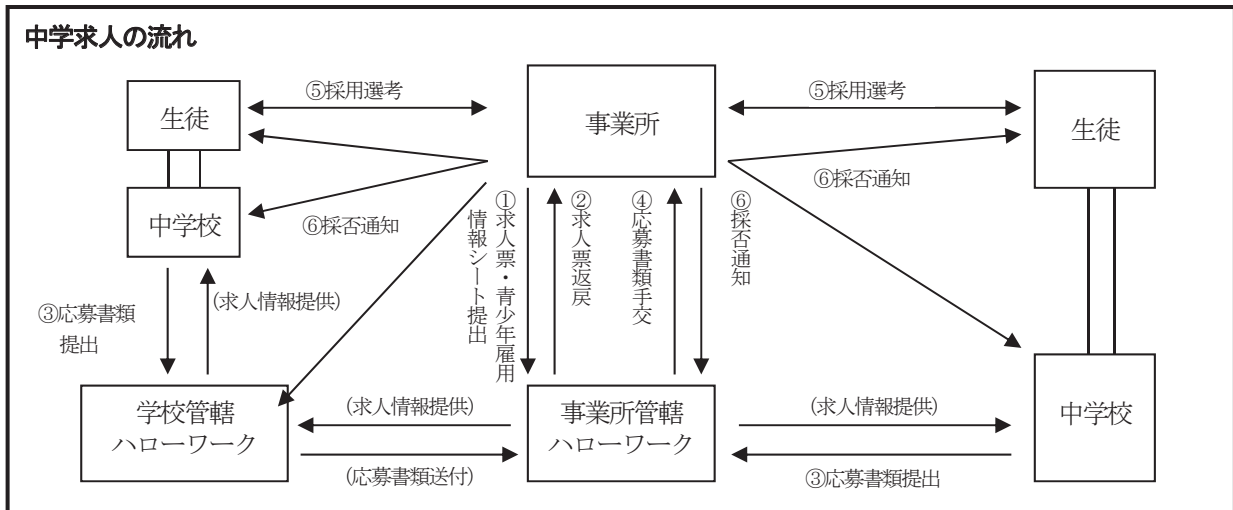 中学求人の流れ
生徒
⑤採用選考
事業所
⑤採用選考
生徒
中学校
⑥採否通知
①求人票・青少年雇用
情報シート提出
②求人票返戻
④応募書類手交
⑥採否通知
⑥採否通知
③応募書類
提出
(求人情報提供)
学校管轄
ハローワーク
(求人情報提供)
(応募書類送付)
事業所管轄
ハローワーク
(求人情報提供)
③応募書類提出
中学校